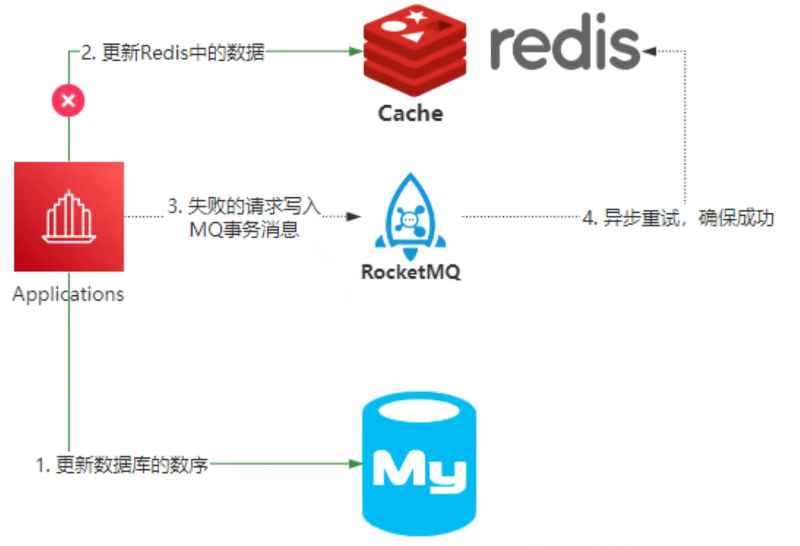 2. 更新Redis中的数据
redis
Cache
3. 失败的请求写入
MQ事务消息
4. 异步重试，确保成功
RocketMQ
Applications
1. 更新数据库的数序
My